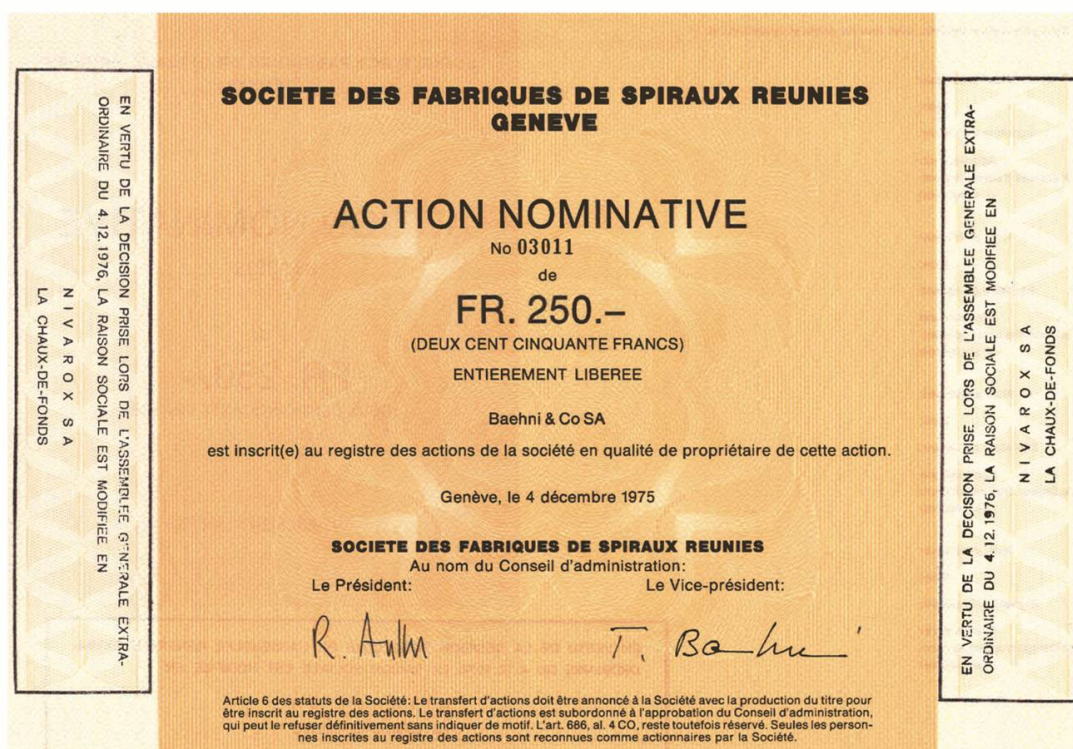 SOCIETE DES FABRIQUES DE SPIRAUX REUNIES
GENEVE
ACTION NOMINATIVE
No 03011
de
FR. 250.–
(DEUX CENT CINQUANTE FRANCS)
ENTIEREMENT LIBEREE
Baehni & Co SA
est inscrit(e) au registre des actions de la société en qualité de propriétaire de cette action.
Genève, le 4 décembre 1975
SOCIETE DES FABRIQUES DE SPIRAUX REUNIES
Au nom du Conseil d'administration:
Le Président:
Le Vice-président:
Article 6 des statuts de la Société: Le transfert d'actions doit être annoncé à la Société avec la production du titre pour
être inscrit au registre des actions. Le transfert d'actions est subordonné à l'approbation du Conseil d'administration,
qui peut le refuser définitivement sans indiquer de motif. L'art. 686, al. 4 CO, reste toutefois réservé. Seules les person-
nes inscrites au registre des actions sont reconnues comme actionnaires par la Société.
EN VERTU DE LA DECISION PRISE LORS DE L'ASSEMBLEE GENERALE EXTRA-
ORDINAIRE DU 4.12.1976, LA RAISON SOCIALE EST MODIFIEE EN
NIVAROX SA
LA CHAUX-DE-FONDS
EN VERTU DE LA DECISION PRISE LORS DE L'ASSEMBLEE GENERALE EXTRA-
ORDINAIRE DU 4.12.1976, LA RAISON SOCIALE EST MODIFIEE EN
NIVAROX SA
LA CHAUX-DE-FONDS